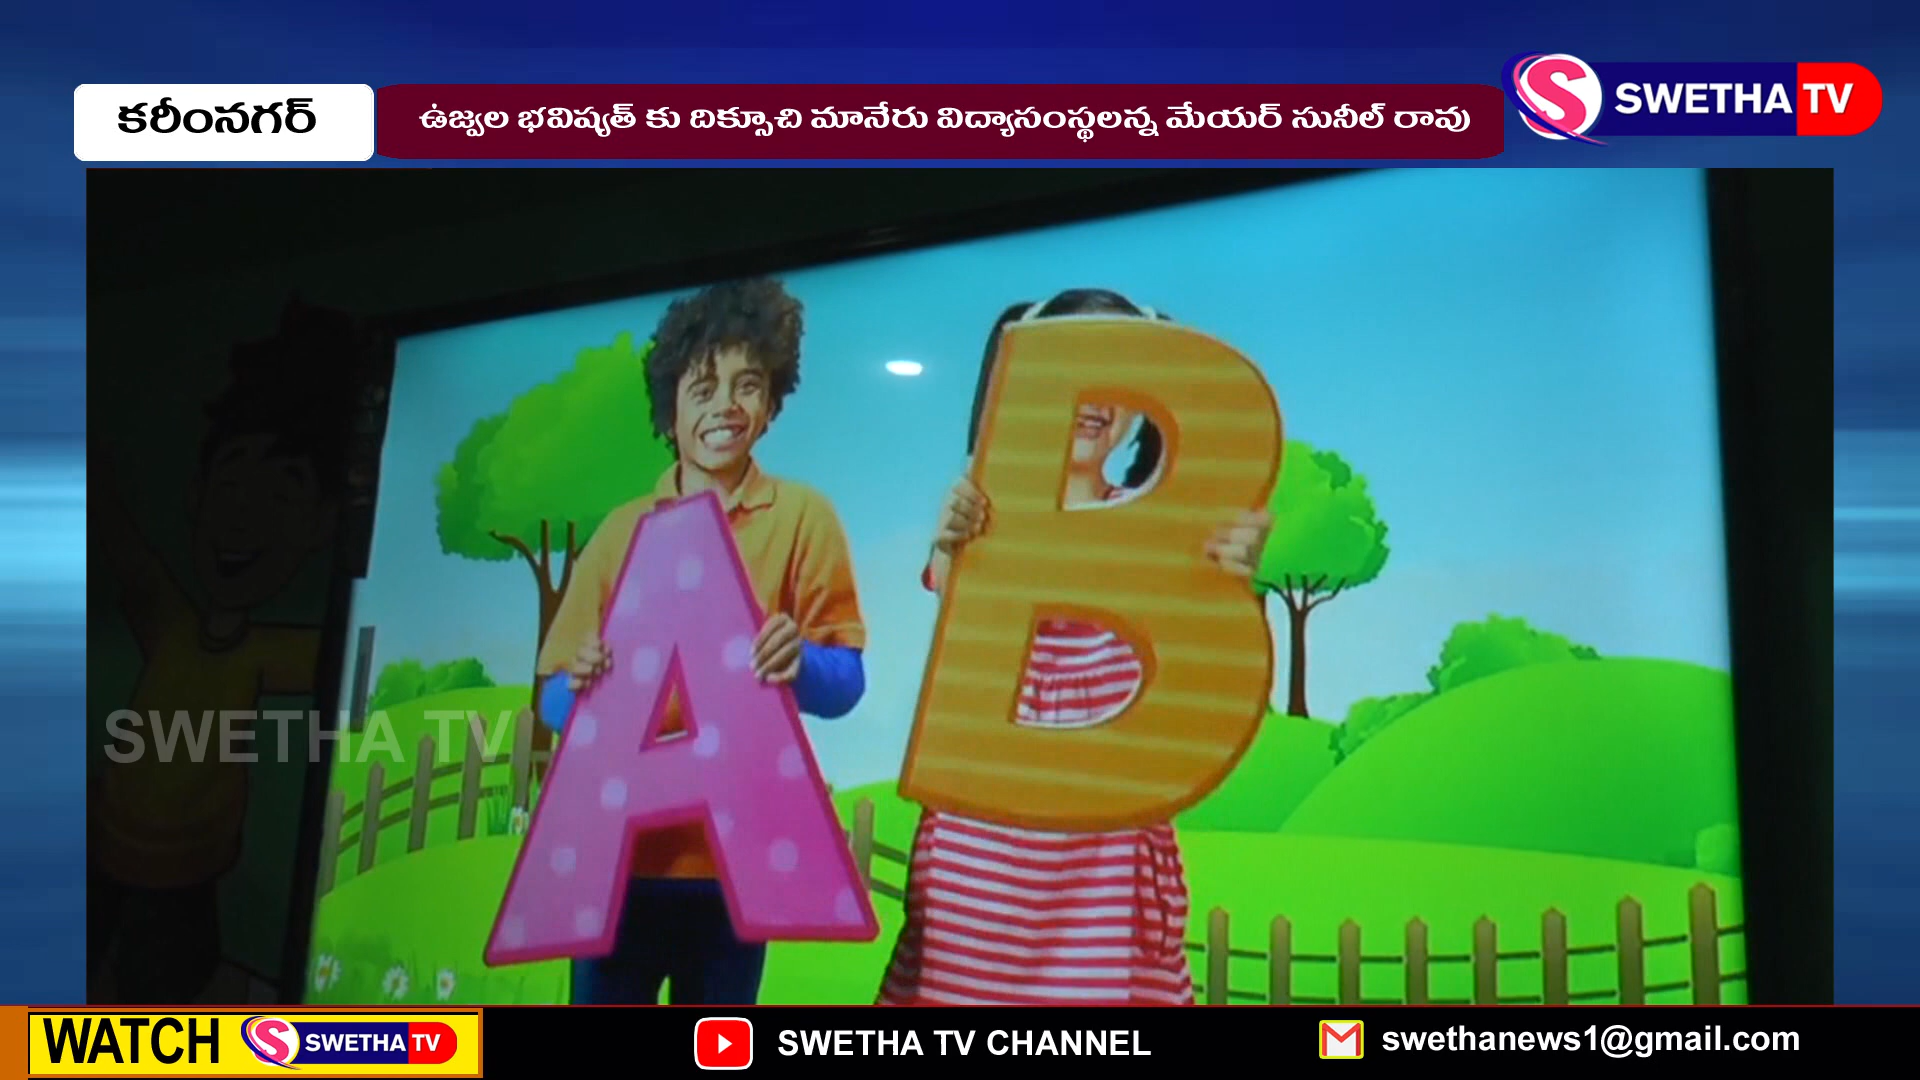 కరీంనగర్
ఉజ్వల భవిష్యత్ కు దిక్సూచి మానేరు విద్యాసంస్థలన్న మేయర్ సునీల్ రావు
S SWETHA TV
A B
SWETHA TV
WATCH S SWETHA TV
SWETHA TV CHANNEL
swethanews1@gmail.com